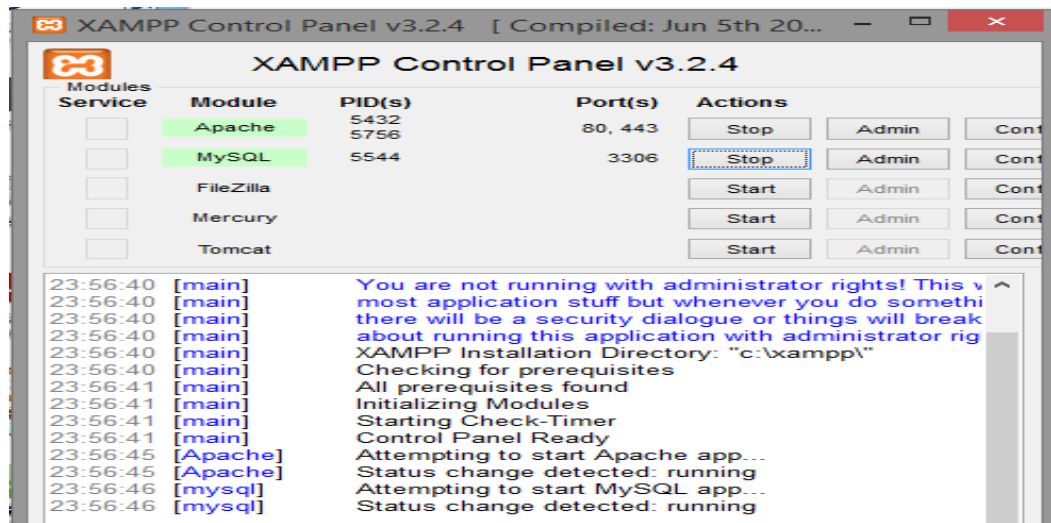 XAMPP Control Panel v3.2.4 [ Compiled: Jun 5th 20...
XAMPP Control Panel v3.2.4
Modules
Service Module PID(s) Port(s) Actions
Apache 5432 5756 80, 443 Stop Admin Conf
MySQL 5544 3306 Stop Admin Conf
FileZilla Start Admin Conf
Mercury Start Admin Conf
Tomcat Start Admin Conf
23:56:40 [main] You are not running with administrator rights! This
23:56:40 [main] most application stuff but whenever you do somethi
23:56:40 [main] there will be a security dialogue or things will break
23:56:40 [main] about running this application with administrator rig
23:56:40 [main] XAMPP Installation Directory: "c:\xampp\"
23:56:40 [main] Checking for prerequisites
23:56:41 [main] All prerequisites found
23:56:41 [main] Initializing Modules
23:56:41 [main] Starting Check-Timer
23:56:41 [main] Control Panel Ready
23:56:45 [Apache] Attempting to start Apache app...
23:56:45 [Apache] Status change detected: running
23:56:46 [mysql] Attempting to start MySQL app...
23:56:46 [mysql] Status change detected: running